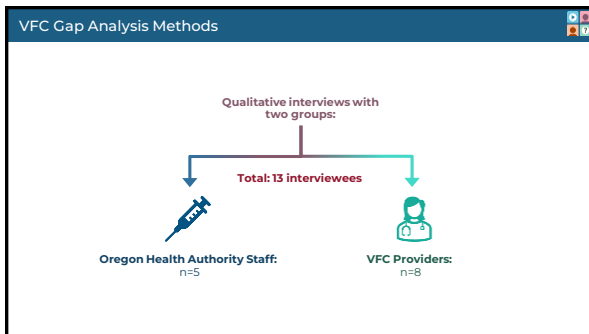 VFC Gap Analysis Methods
?
Qualitative interviews with
two groups:
Total: 13 interviewees
Oregon Health Authority Staff:
n=5
VFC Providers:
n=8